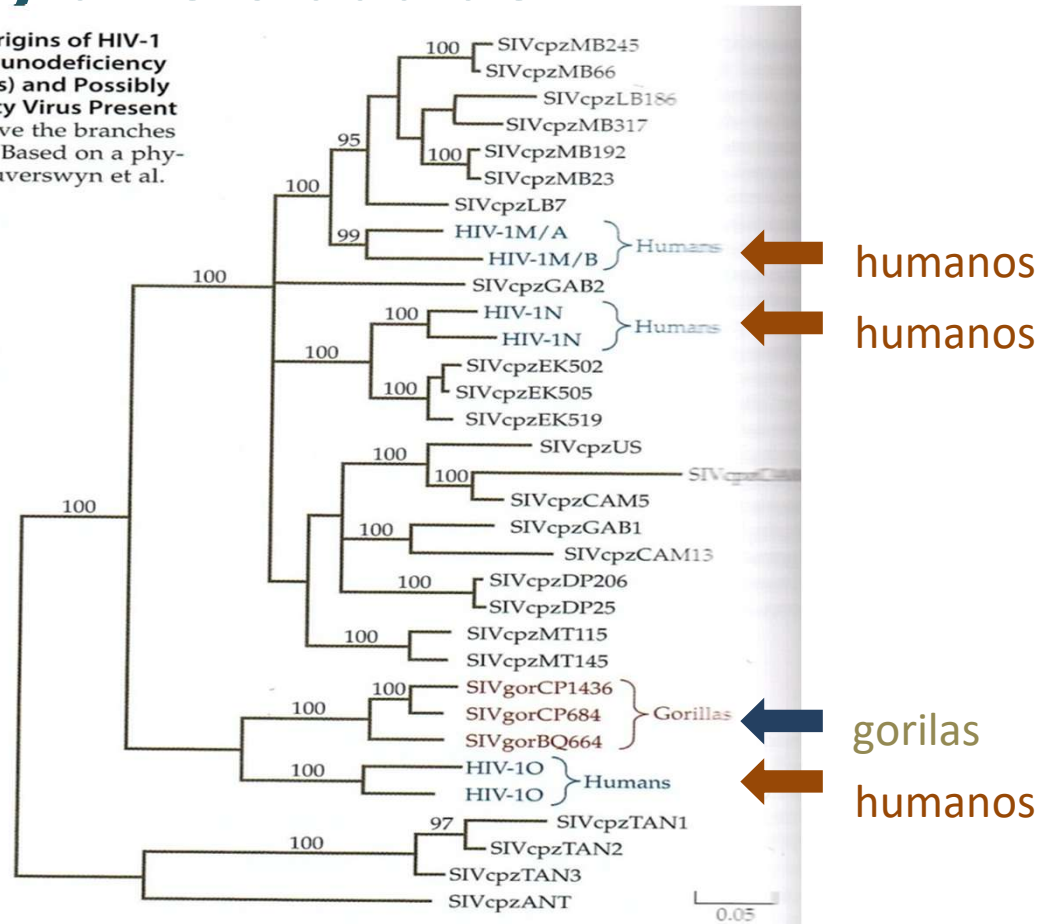 rigins of HIV-1
unodeficiency
s) and Possibly
cy Virus Present
ve the branches
Based on a phy-
uverswyn et al.
100 SIVcpzMB245
SIVcpzMB66
SIVcpzLB186
SIVcpzMB317
95
100 SIVcpzMB192
SIVcpzMB23
100
SIVcpzLB7
99 HIV-1M/A
Humans
humanos
HIV-1M/B
100
SIVcpzGAB2
100 HIV-1N
Humans
humanos
HIV-1N
100
SIVcpzEK502
100 SIVcpzEK505
SIVcpzEK519
SIVcpzUS
100
100
SIVcpzCAM5
100
SIVcpzGAB1
100
SIVcpzCAM13
100 SIVcpzDP206
SIVcpzDP25
SIVcpzMT115
100
SIVcpzMT145
100 SIVgorCP1436
100
SIVgorCP684
Gorillas
gorilas
SIVgorBQ664
100 HIV-1O
Humans
humanos
HIV-1O
97 SIVcpzTAN1
100
SIVcpzTAN2
SIVcpzTAN3
SIVcpzANT
0.05